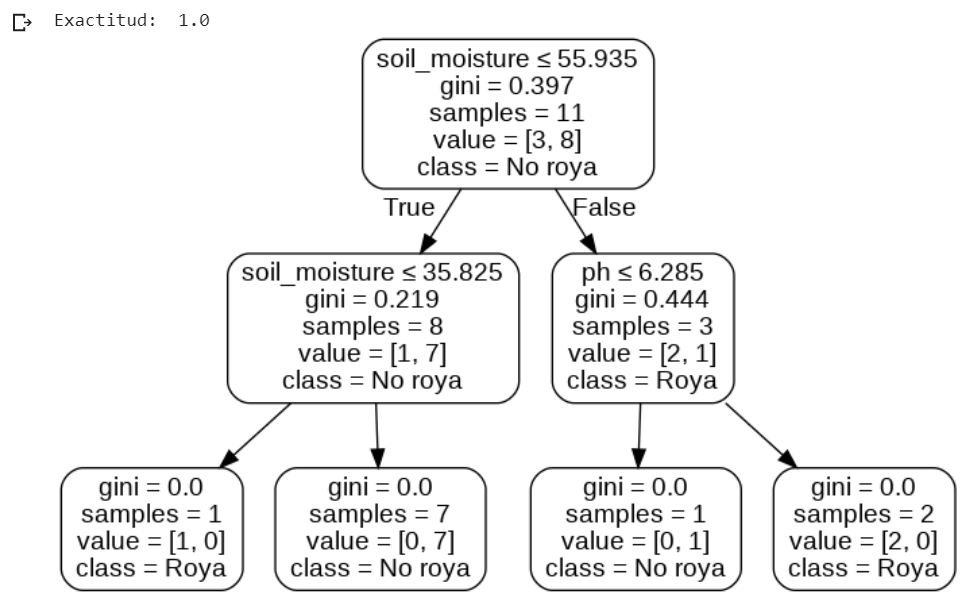 Exactitud:  1.0
soil_moisture ≤ 55.935
gini = 0.397
samples = 11
value = [3, 8]
class = No roya
True
False
soil_moisture ≤ 35.825
gini = 0.219
samples = 8
value = [1, 7]
class = No roya
ph ≤ 6.285
gini = 0.444
samples = 3
value = [2, 1]
class = Roya
gini = 0.0
samples = 1
value = [1, 0]
class = Roya
gini = 0.0
samples = 7
value = [0, 7]
class = No roya
gini = 0.0
samples = 1
value = [0, 1]
class = No roya
gini = 0.0
samples = 2
value = [2, 0]
class = Roya